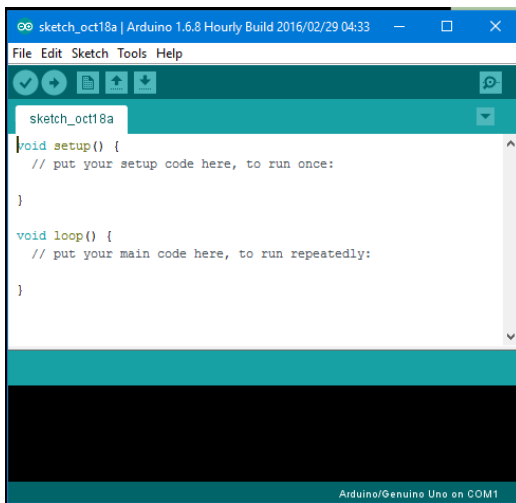 sketch_oct18a | Arduino 1.6.8 Hourly Build 2016/02/29 04:33
File Edit Sketch Tools Help
sketch_oct18a
void setup() {
  // put your setup code here, to run once:
}
void loop() {
  // put your main code here, to run repeatedly:
}
Arduino/Genuino Uno on COM1